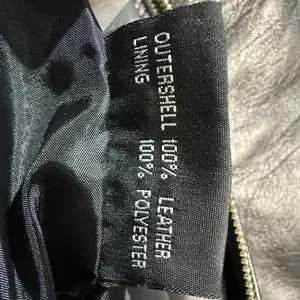 OUTERSHELL 100% LEATHER
LINING 100% POLYESTER